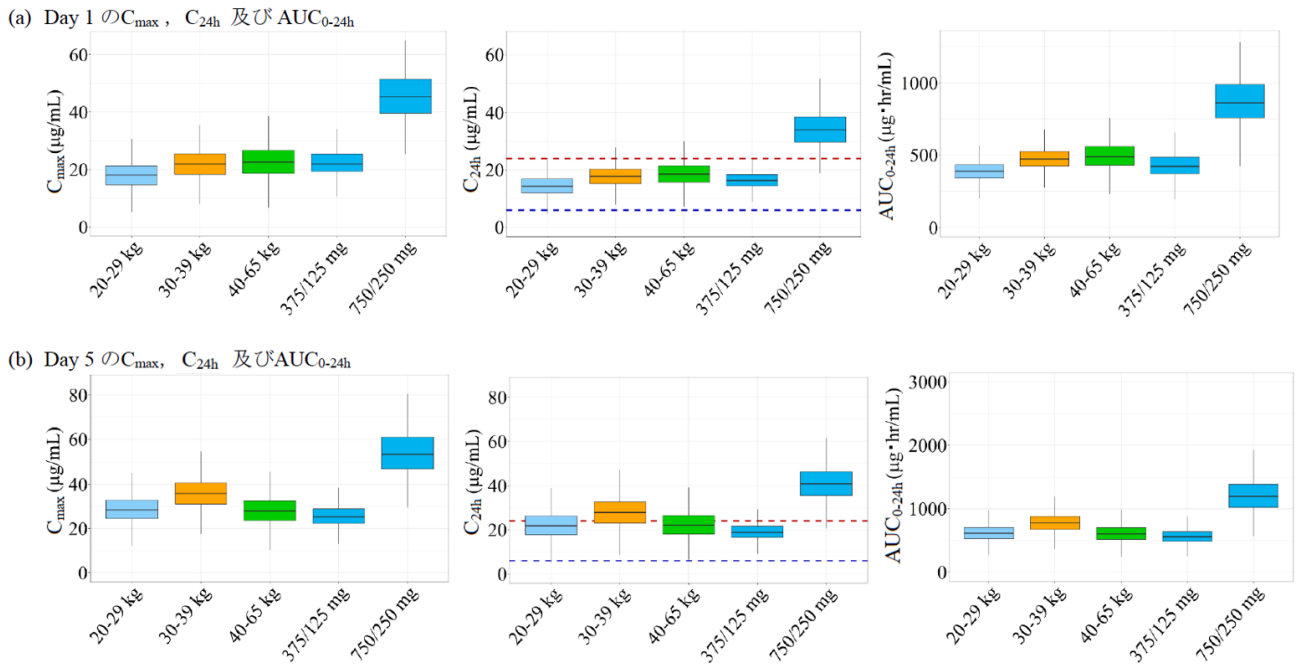 (a) Day 1 のCmax , C24h 及び AUC0-24h
60
40
20
0
Cmax (μg/mL)
20-29 kg
30-39 kg
40-65 kg
375/125 mg
750/250 mg
60
40
20
0
C24h (μg/mL)
20-29 kg
30-39 kg
40-65 kg
375/125 mg
750/250 mg
1000
500
0
AUC0-24h (μg・hr/mL)
20-29 kg
30-39 kg
40-65 kg
375/125 mg
750/250 mg
(b) Day 5 のCmax, C24h 及びAUC0-24h
80
60
40
20
0
Cmax (μg/mL)
20-29 kg
30-39 kg
40-65 kg
375/125 mg
750/250 mg
80
60
40
20
0
C24h (μg/mL)
20-29 kg
30-39 kg
40-65 kg
375/125 mg
750/250 mg
3000
2000
1000
0
AUC0-24h (μg・hr/mL)
20-29 kg
30-39 kg
40-65 kg
375/125 mg
750/250 mg